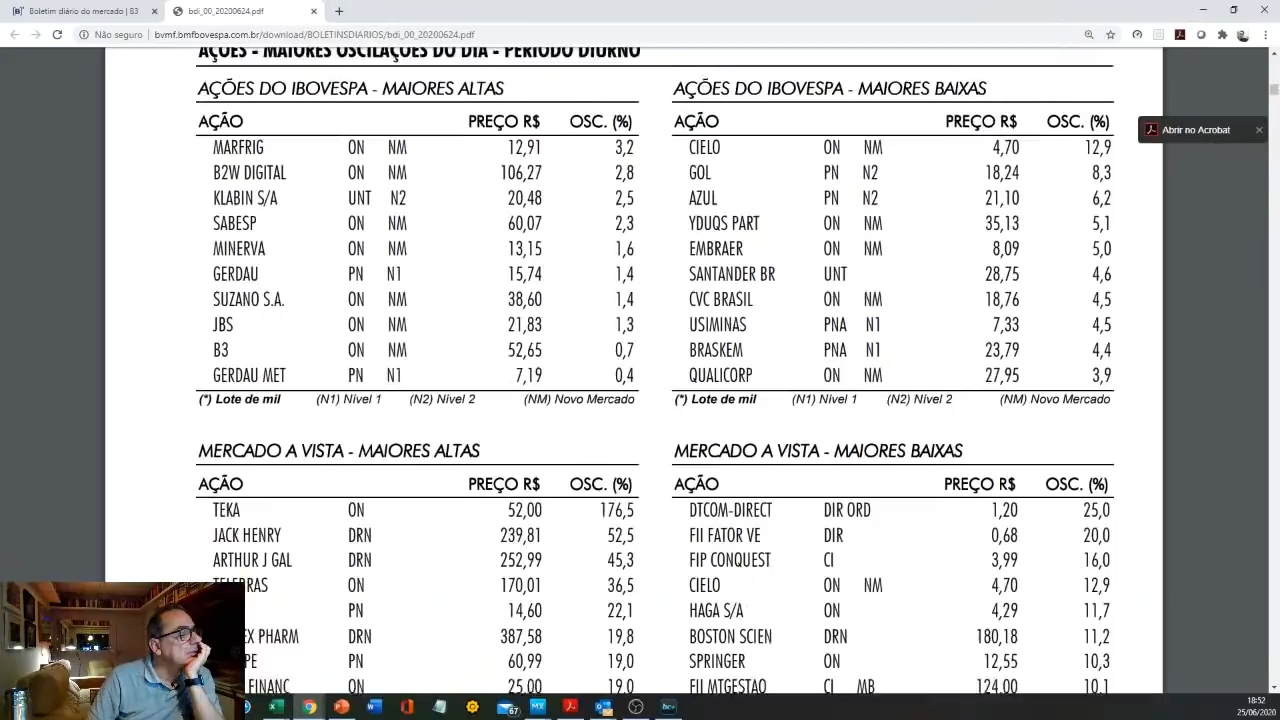 Boletim diário do mercado | B3
bdi_00_20200624.pdf
Não seguro | bvmf.bmfbovespa.com.br/download/BOLETINSDIARIOS/bdi_00_20200624.pdf
AÇÕES - MAIORES OSCILAÇÕES DO DIA - PERÍODO DIURNO
AÇÕES DO IBOVESPA - MAIORES ALTAS
AÇÃO PREÇO R$ OSC. (%)
MARFRIG ON NM 12,91 3,2
B2W DIGITAL ON NM 106,27 2,8
KLABIN S/A UNT N2 20,48 2,5
SABESP ON NM 60,07 2,3
MINERVA ON NM 13,15 1,6
GERDAU PN N1 15,74 1,4
SUZANO S.A. ON NM 38,60 1,4
JBS ON NM 21,83 1,3
B3 ON NM 52,65 0,7
GERDAU MET PN N1 7,19 0,4
(*) Lote de mil (N1) Nível 1 (N2) Nível 2 (NM) Novo Mercado
AÇÕES DO IBOVESPA - MAIORES BAIXAS
AÇÃO PREÇO R$ OSC. (%)
CIELO ON NM 4,70 12,9
GOL PN N2 18,24 8,3
AZUL PN N2 21,10 6,2
YDUQS PART ON NM 35,13 5,1
EMBRAER ON NM 8,09 5,0
SANTANDER BR UNT 28,75 4,6
CVC BRASIL ON NM 18,76 4,5
USIMINAS PNA N1 7,33 4,5
BRASKEM PNA N1 23,79 4,4
QUALICORP ON NM 27,95 3,9
(*) Lote de mil (N1) Nível 1 (N2) Nível 2 (NM) Novo Mercado
Abrir no Acrobat
MERCADO A VISTA - MAIORES ALTAS
AÇÃO PREÇO R$ OSC. (%)
TEKA ON 52,00 176,5
JACK HENRY DRN 239,81 52,5
ARTHUR J GAL DRN 252,99 45,3
TELEBRAS ON 170,01 36,5
PN 14,60 22,1
EX PHARM DRN 387,58 19,8
PE PN 60,99 19,0
FINANC ON 25,00 19,0
MERCADO A VISTA - MAIORES BAIXAS
AÇÃO PREÇO R$ OSC. (%)
DTCOM-DIRECT DIR ORD 1,20 25,0
FII FATOR VE DIR 0,68 20,0
FIP CONQUEST CI 3,99 16,0
CIELO ON NM 4,70 12,9
HAGA S/A ON 4,29 11,7
BOSTON SCIEN DRN 180,18 11,2
SPRINGER ON 12,55 10,3
FII MTGESTAO CI MB 124,00 10,1
67
18:52
25/06/2020